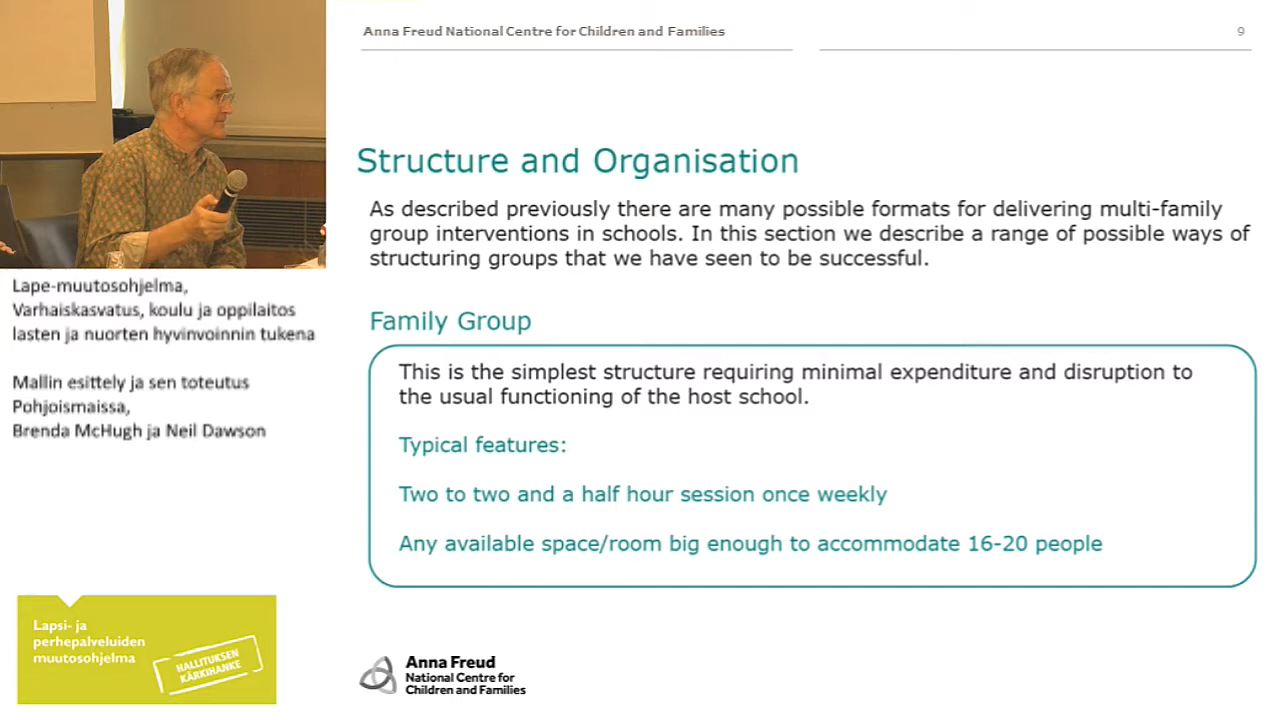 Anna Freud National Centre for Children and Families
9
Structure and Organisation
As described previously there are many possible formats for delivering multi-family
group interventions in schools. In this section we describe a range of possible ways of
structuring groups that we have seen to be successful.
Family Group
This is the simplest structure requiring minimal expenditure and disruption to
the usual functioning of the host school.
Typical features:
Two to two and a half hour session once weekly
Any available space/room big enough to accommodate 16-20 people
Lape-muutosohjelma,
Varhaiskasvatus, koulu ja oppilaitos
lasten ja nuorten hyvinvoinnin tukena
Mallin esittely ja sen toteutus
Pohjoismaissa,
Brenda McHugh ja Neil Dawson
Lapsi- ja
perhepalveluiden
muutosohjelma
HALLITUKSEN
KÄRKIHANKE
Anna Freud
National Centre for
Children and Families